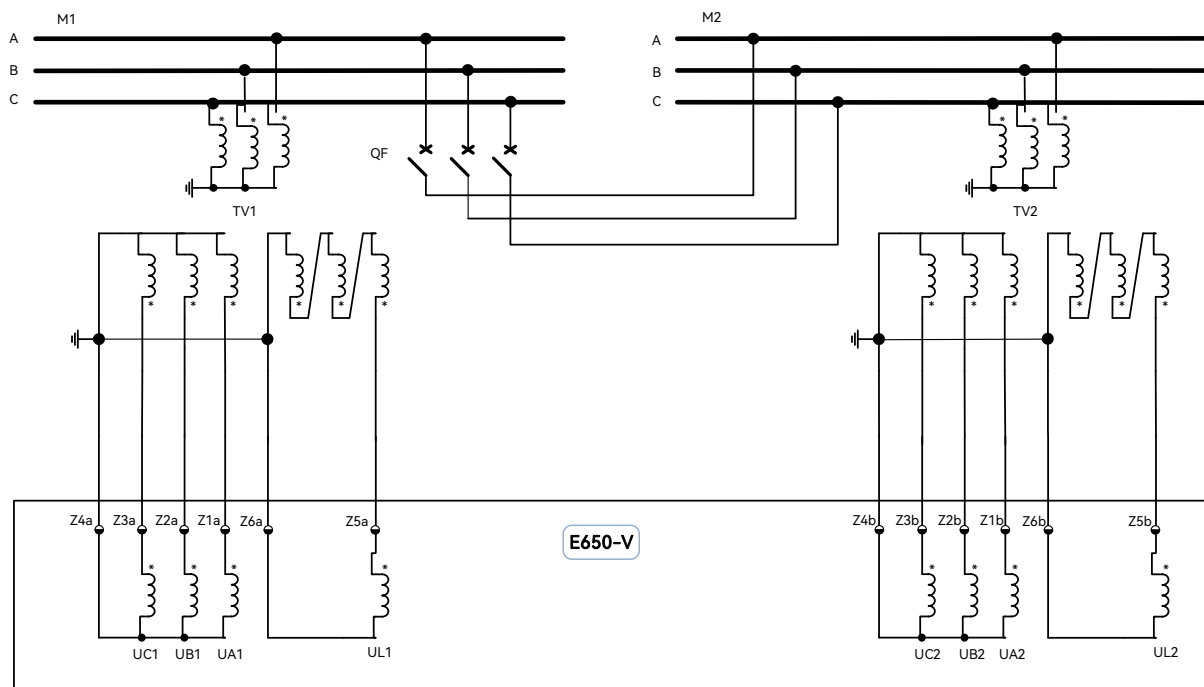 M1 M2
A A
B B
C C
* * * * * *
QF
TV1 TV2
* * * * * * * * * * * *
Z4a Z3a Z2a Z1a Z6a Z5a Z4b Z3b Z2b Z1b Z6b Z5b
E650-V
* * * * * * * *
UC1 UB1 UA1 UL1 UC2 UB2 UA2 UL2